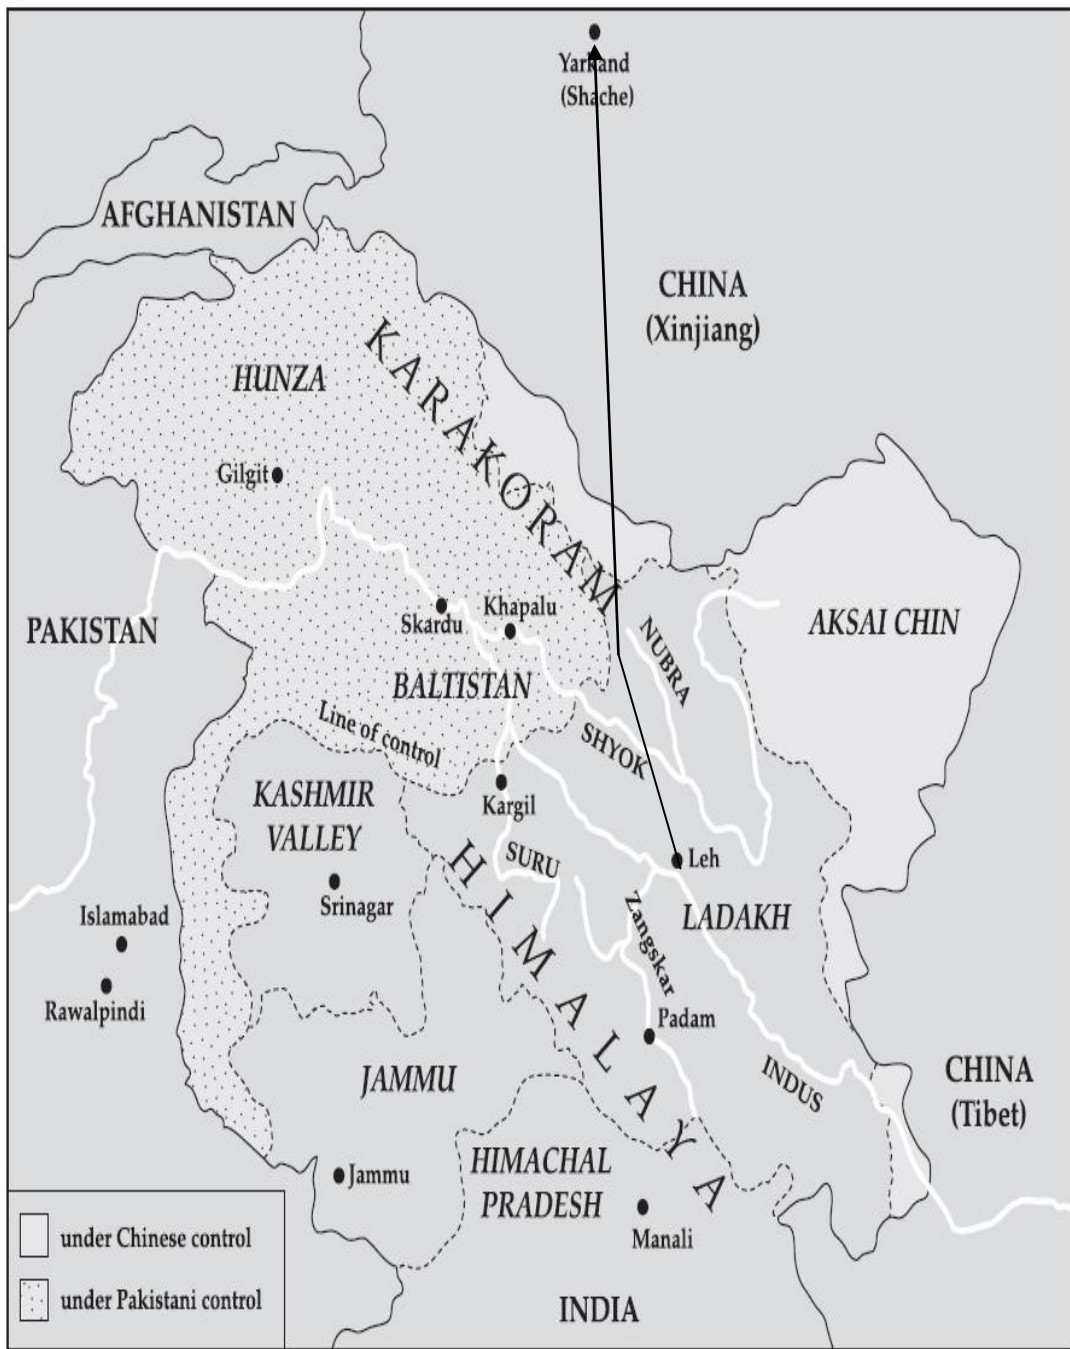 Yarkand
(Shache)
AFGHANISTAN
CHINA
(Xinjiang)
KARAKORAM
HUNZA
Gilgit
PAKISTAN
Skardu
Khapalu
NUBRA
AKSAI CHIN
BALTISTAN
Line of control
SHYOK
KASHMIR
VALLEY
Kargil
HIMALAYA
SURU
Leh
Srinagar
Zangskar
LADAKH
Islamabad
Rawalpindi
Padam
JAMMU
INDUS
CHINA
(Tibet)
Jammu
HIMACHAL
PRADESH
Manali
under Chinese control
under Pakistani control
INDIA